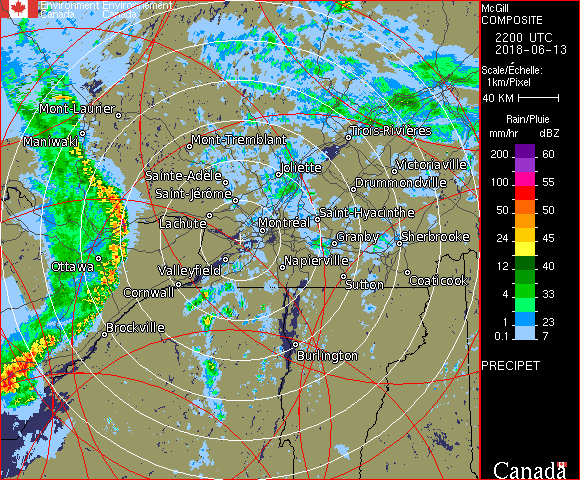 Environment Environnement
Canada Canada
Mont-Laurier
Maniwaki
Mont-Tremblant
Trois-Rivières
Joliette
Victoriaville
Sainte-Adèle
Drummondville
Saint-Jérôme
Lachute
Saint-Hyacinthe
Montréal
Granby
Sherbrooke
Ottawa
Valleyfield
Napierville
Coaticook
Sutton
Cornwall
Brockville
Burlington
McGill
COMPOSITE
2200 UTC
2018-06-13
Scale/Échelle:
1km/Pixel
40 KM
Rain/Pluie
mm/hr dBZ
200 60
100 55
50 50
24 45
12 40
4 33
1 23
0.1 7
PRECIPET
Canada